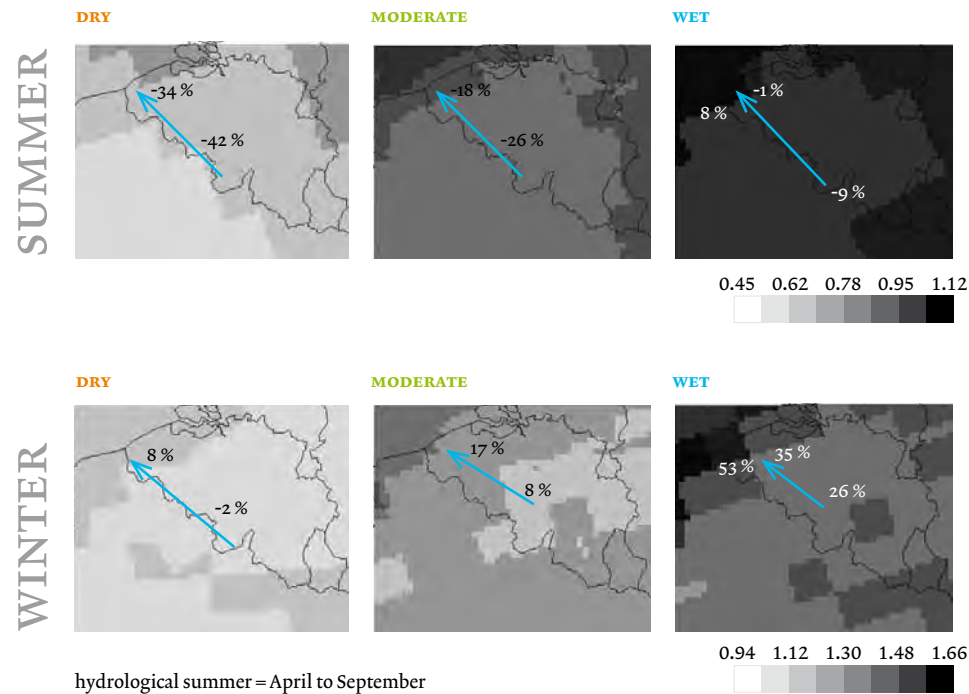 DRY MODERATE WET
SUMMER
-34 %
-42 %
-18 %
-26 %
-1 %
8 %
-9 %
0.45 0.62 0.78 0.95 1.12
DRY MODERATE WET
WINTER
8 %
-2 %
17 %
8 %
35 %
53 %
26 %
0.94 1.12 1.30 1.48 1.66
hydrological summer = April to September